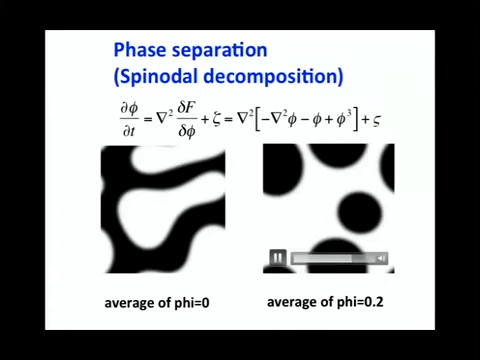 Phase separation
(Spinodal decomposition)
∂ϕ/∂t = ∇² δF/δϕ + ζ = ∇²[−∇²ϕ − ϕ + ϕ³] + ς
average of phi=0
average of phi=0.2